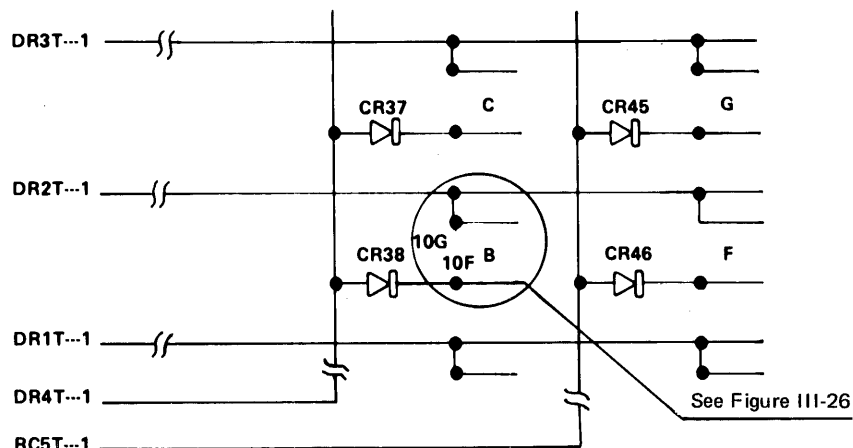 DR3T---1
CR37
C
CR45
G
DR2T---1
10G
CR38
10F
B
CR46
F
DR1T---1
DR4T---1
See Figure III-26
RC5T---1